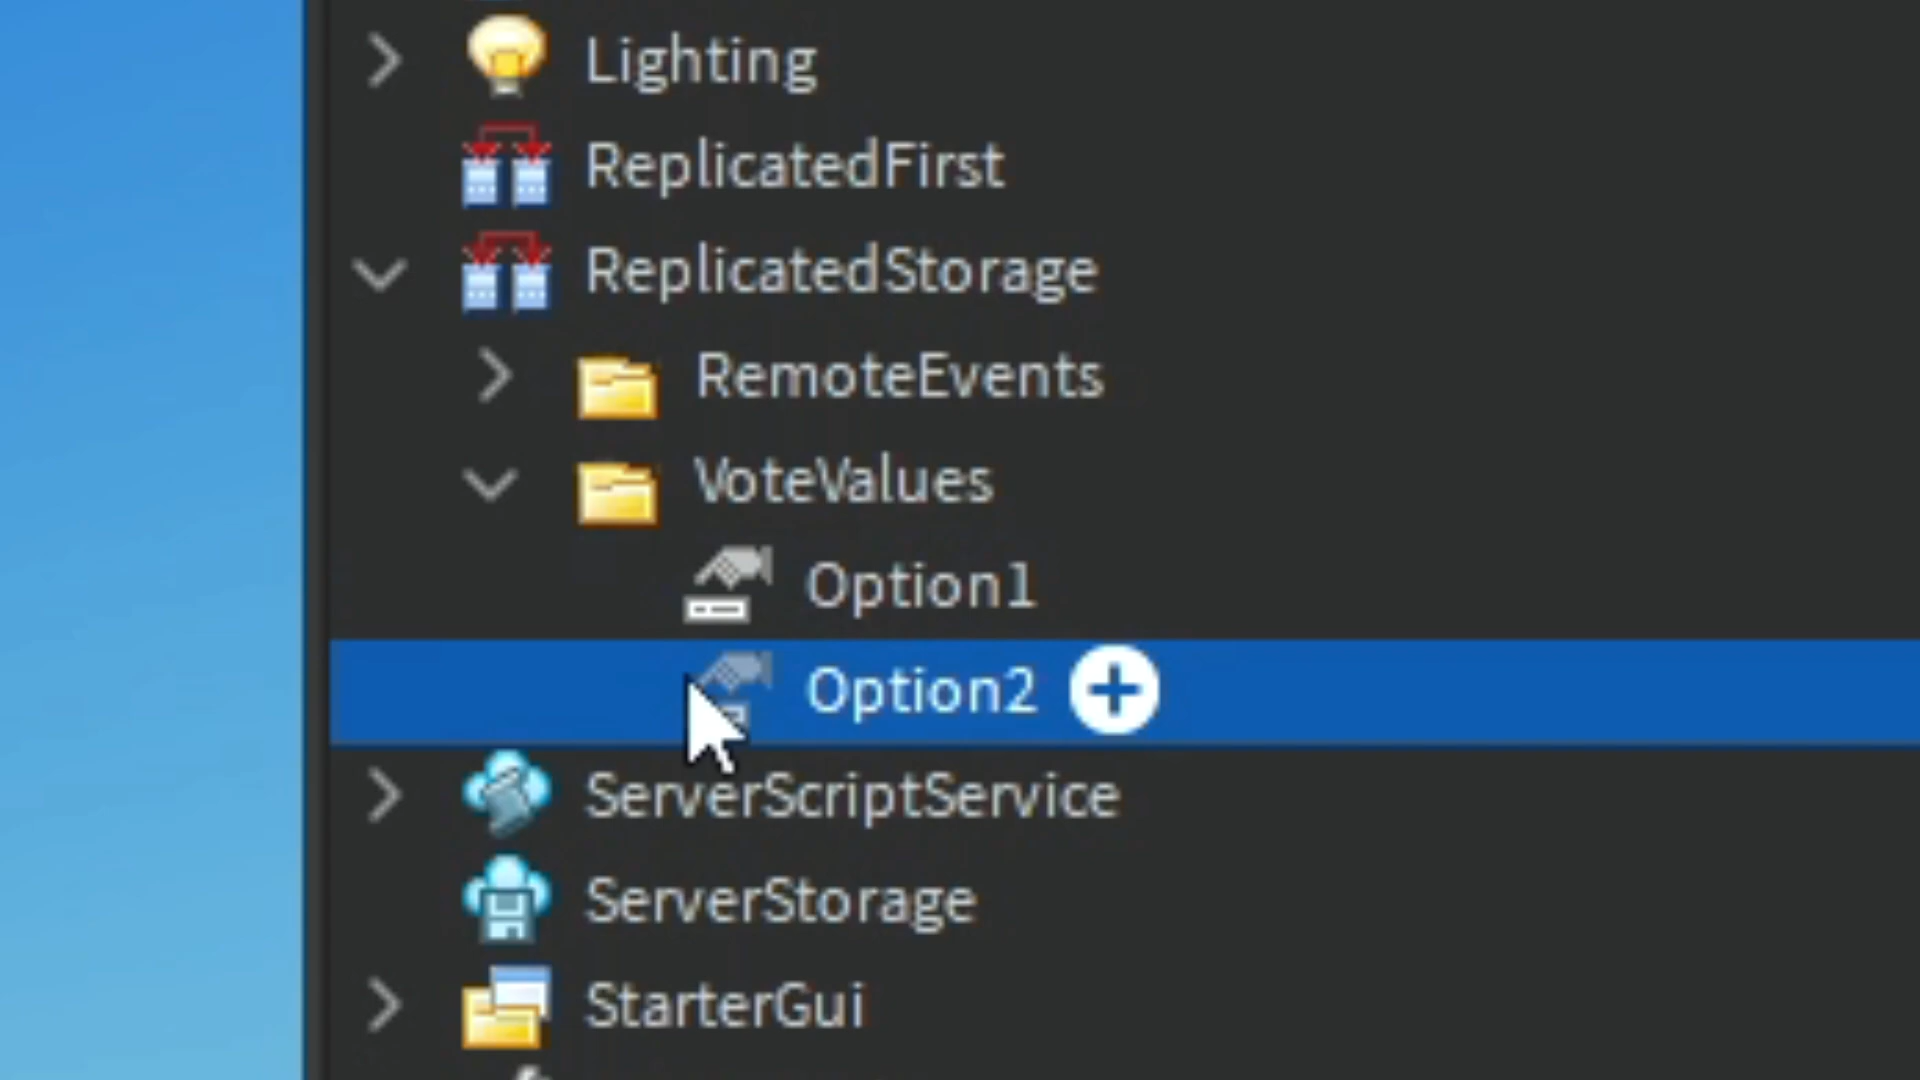 Lighting
ReplicatedFirst
ReplicatedStorage
RemoteEvents
VoteValues
Option1
Option2
ServerScriptService
ServerStorage
StarterGui